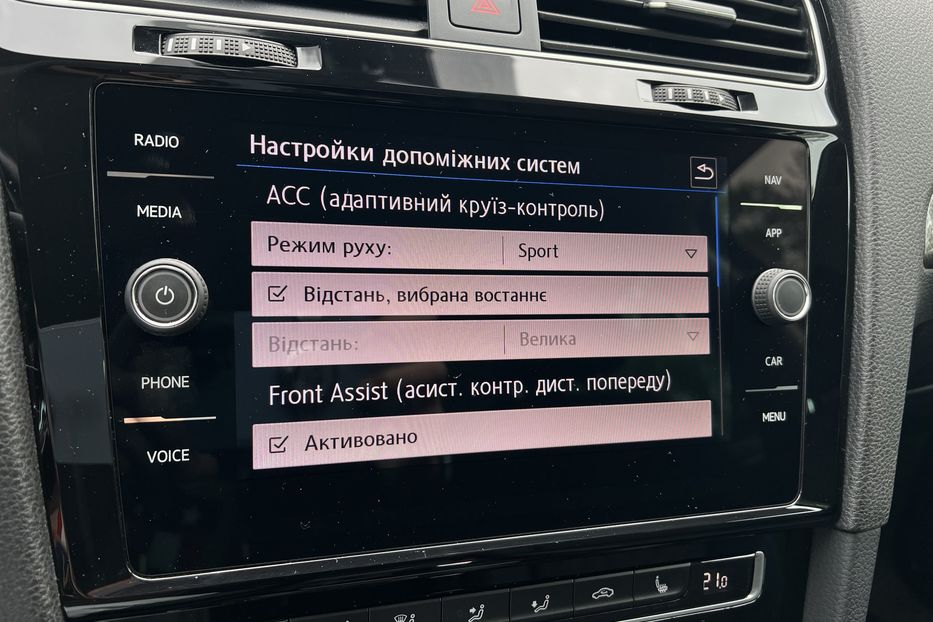 RADIO
MEDIA
PHONE
VOICE
Настройки допоміжних систем
ACC (адаптивний круїз-контроль)
Режим руху: Sport
Відстань, вибрана востаннє
Відстань: Велика
Front Assist (асист. контр. дист. попереду)
Активовано
NAV
APP
CAR
MENU
21.0